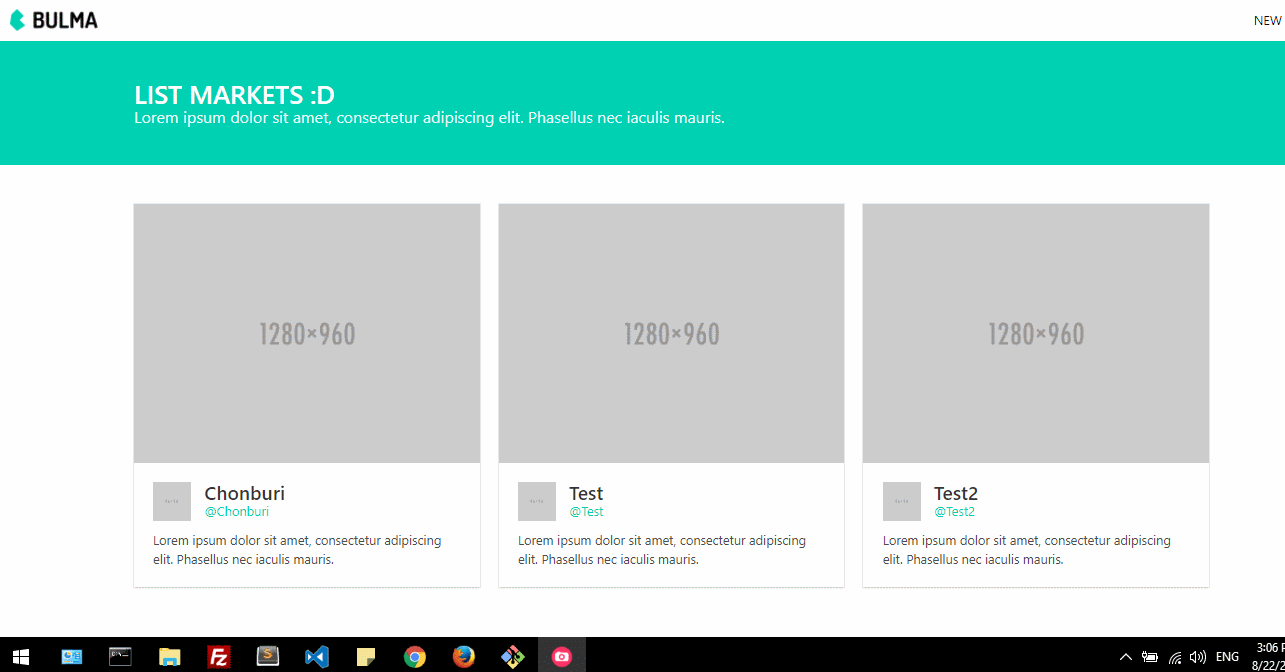 BULMA
NEW
LIST MARKETS :D
Lorem ipsum dolor sit amet, consectetur adipiscing elit. Phasellus nec iaculis mauris.
1280×960
1280×960
1280×960
Chonburi
@Chonburi
Lorem ipsum dolor sit amet, consectetur adipiscing
elit. Phasellus nec iaculis mauris.
Test
@Test
Lorem ipsum dolor sit amet, consectetur adipiscing
elit. Phasellus nec iaculis mauris.
Test2
@Test2
Lorem ipsum dolor sit amet, consectetur adipiscing
elit. Phasellus nec iaculis mauris.
ENG
3:06
8/22/